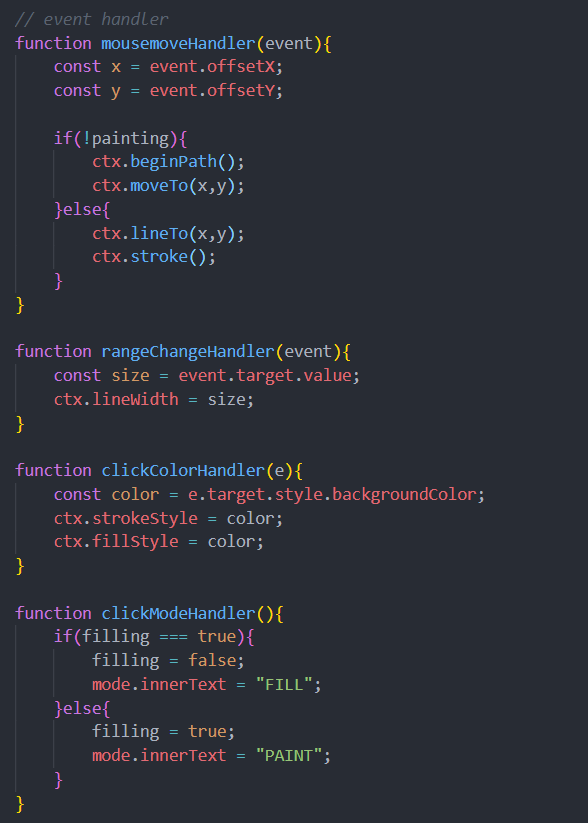 // event handler
function mousemoveHandler(event){
    const x = event.offsetX;
    const y = event.offsetY;

    if(!painting){
        ctx.beginPath();
        ctx.moveTo(x,y);
    }else{
        ctx.lineTo(x,y);
        ctx.stroke();
    }
}

function rangeChangeHandler(event){
    const size = event.target.value;
    ctx.lineWidth = size;
}

function clickColorHandler(e){
    const color = e.target.style.backgroundColor;
    ctx.strokeStyle = color;
    ctx.fillStyle = color;
}

function clickModeHandler(){
    if(filling === true){
        filling = false;
        mode.innerText = "FILL";
    }else{
        filling = true;
        mode.innerText = "PAINT";
    }
}